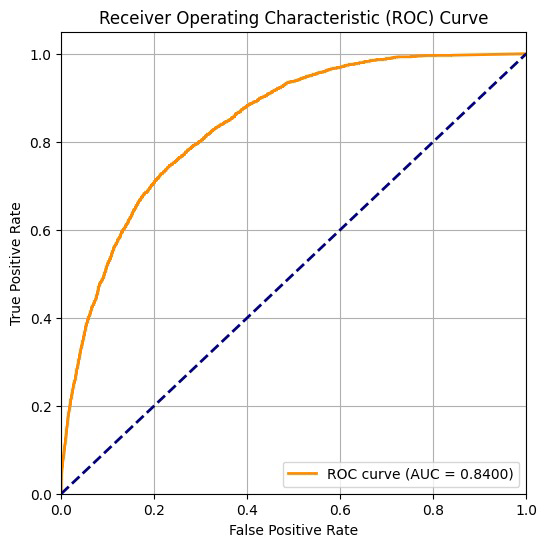 Receiver Operating Characteristic (ROC) Curve
1.0
0.8
0.6
0.4
0.2
0.0
True Positive Rate
ROC curve (AUC = 0.8400)
0.0 0.2 0.4 0.6 0.8 1.0
False Positive Rate